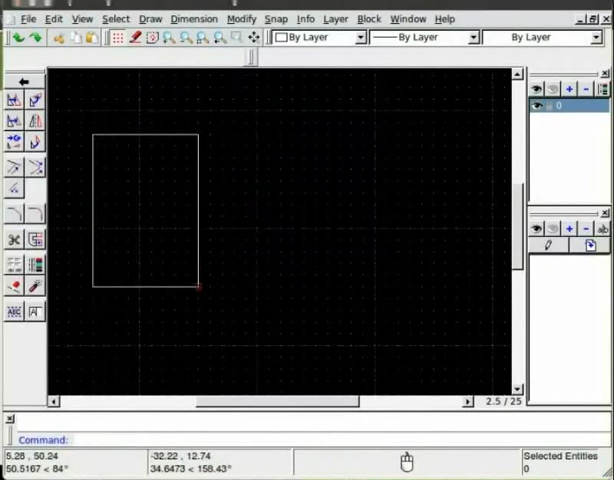 File Edit View Select Draw Dimension Modify Snap Info Layer Block Window Help
By Layer By Layer By Layer
0
ab
ABC A
2.5 / 25
Command:
5.28 , 50.24 -32.22 , 12.74 Selected Entities
50.5167 < 84° 34.6473 < 158.43° 0